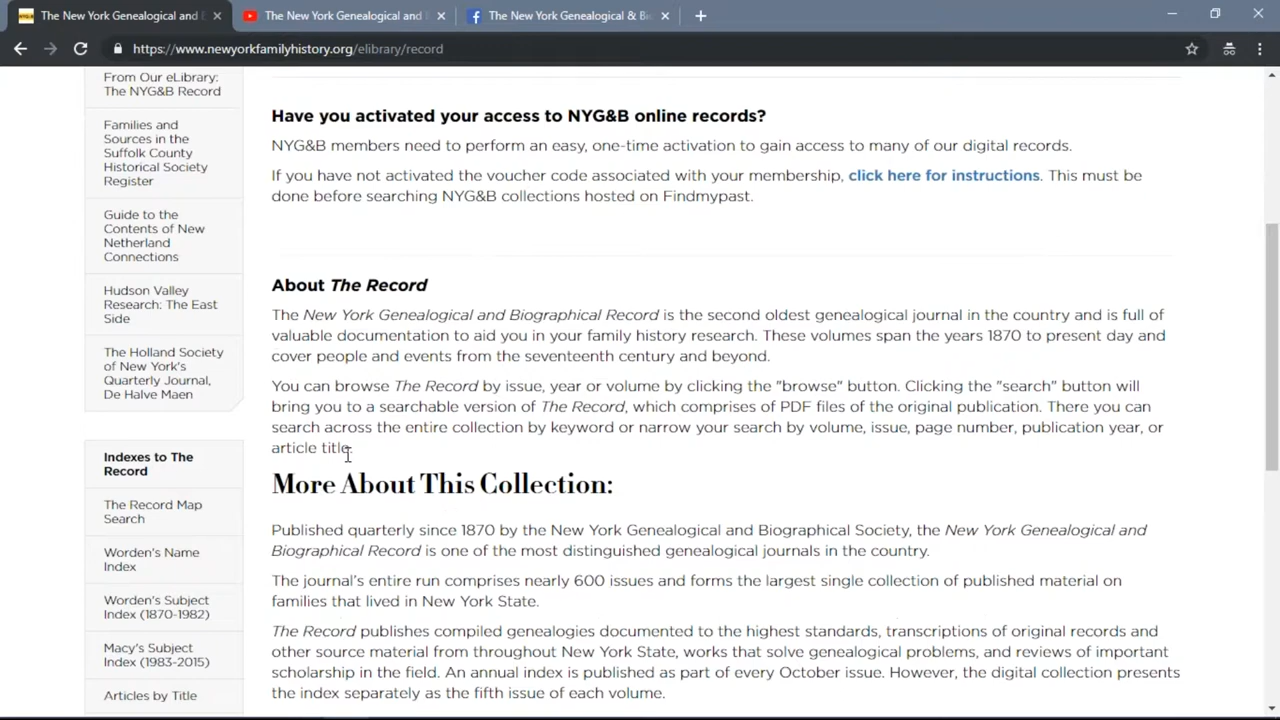 The New York Genealogical and B
The New York Genealogical and
The New York Genealogical & Bi
https://www.newyorkfamilyhistory.org/elibrary/record
From Our eLibrary:
The NYG&B Record
Families and
Sources in the
Suffolk County
Historical Society
Register
Guide to the
Contents of New
Netherland
Connections
Hudson Valley
Research: The East
Side
The Holland Society
of New York's
Quarterly Journal,
De Halve Maen
Indexes to The
Record
The Record Map
Search
Worden's Name
Index
Worden's Subject
Index (1870-1982)
Macy's Subject
Index (1983-2015)
Articles by Title
Have you activated your access to NYG&B online records?
NYG&B members need to perform an easy, one-time activation to gain access to many of our digital records.
If you have not activated the voucher code associated with your membership, click here for instructions. This must be
done before searching NYG&B collections hosted on Findmypast.
About The Record
The New York Genealogical and Biographical Record is the second oldest genealogical journal in the country and is full of
valuable documentation to aid you in your family history research. These volumes span the years 1870 to present day and
cover people and events from the seventeenth century and beyond.
You can browse The Record by issue, year or volume by clicking the "browse" button. Clicking the "search" button will
bring you to a searchable version of The Record, which comprises of PDF files of the original publication. There you can
search across the entire collection by keyword or narrow your search by volume, issue, page number, publication year, or
article title.
More About This Collection:
Published quarterly since 1870 by the New York Genealogical and Biographical Society, the New York Genealogical and
Biographical Record is one of the most distinguished genealogical journals in the country.
The journal's entire run comprises nearly 600 issues and forms the largest single collection of published material on
families that lived in New York State.
The Record publishes compiled genealogies documented to the highest standards, transcriptions of original records and
other source material from throughout New York State, works that solve genealogical problems, and reviews of important
scholarship in the field. An annual index is published as part of every October issue. However, the digital collection presents
the index separately as the fifth issue of each volume.